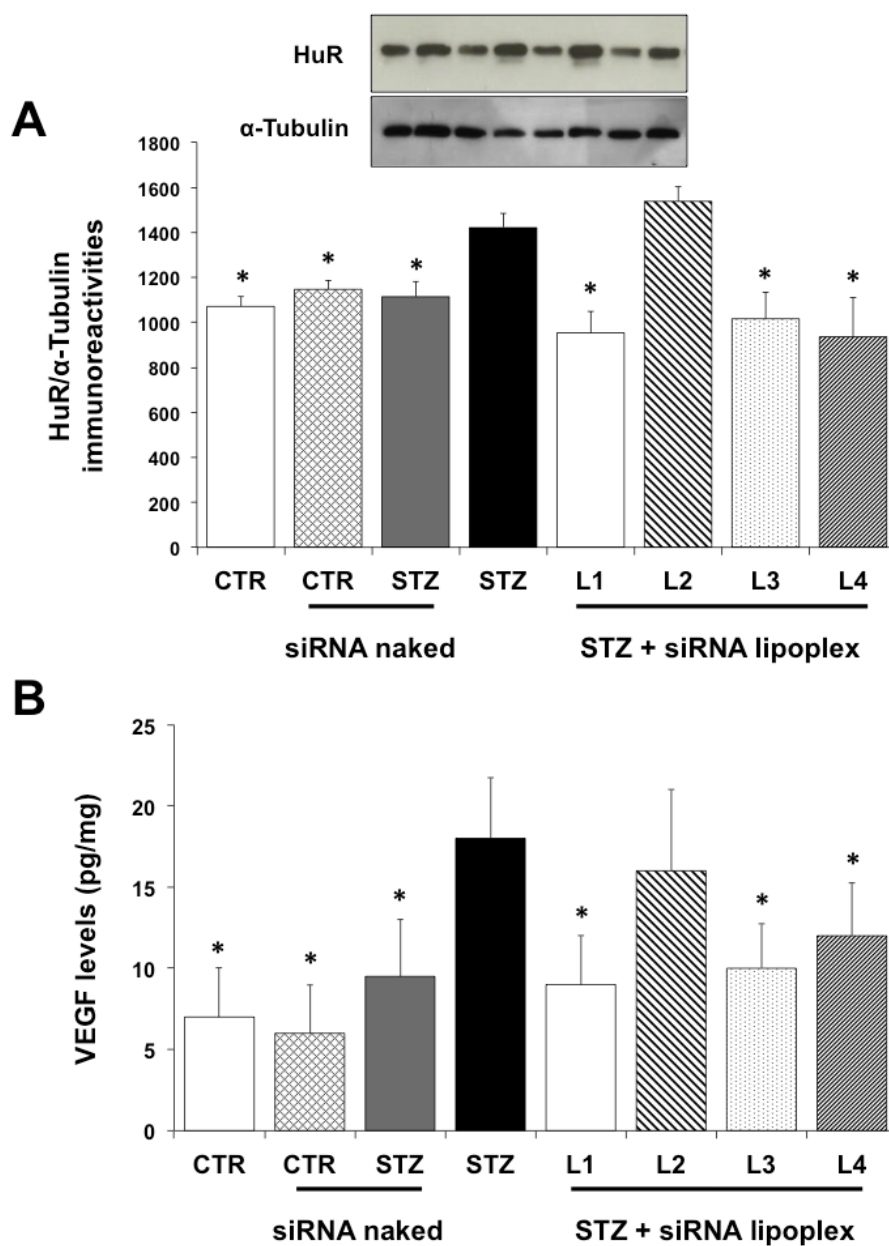 HuR
α-Tubulin
A
1800
1600
1400
1200
1000
800
600
400
200
0
HuR/α-Tubulin
immunoreactivities
*
*
*
*
*
*
CTR CTR STZ STZ L1 L2 L3 L4
siRNA naked STZ + siRNA lipoplex
B
25
20
15
10
5
0
VEGF levels (pg/mg)
*
*
*
*
*
*
CTR CTR STZ STZ L1 L2 L3 L4
siRNA naked STZ + siRNA lipoplex